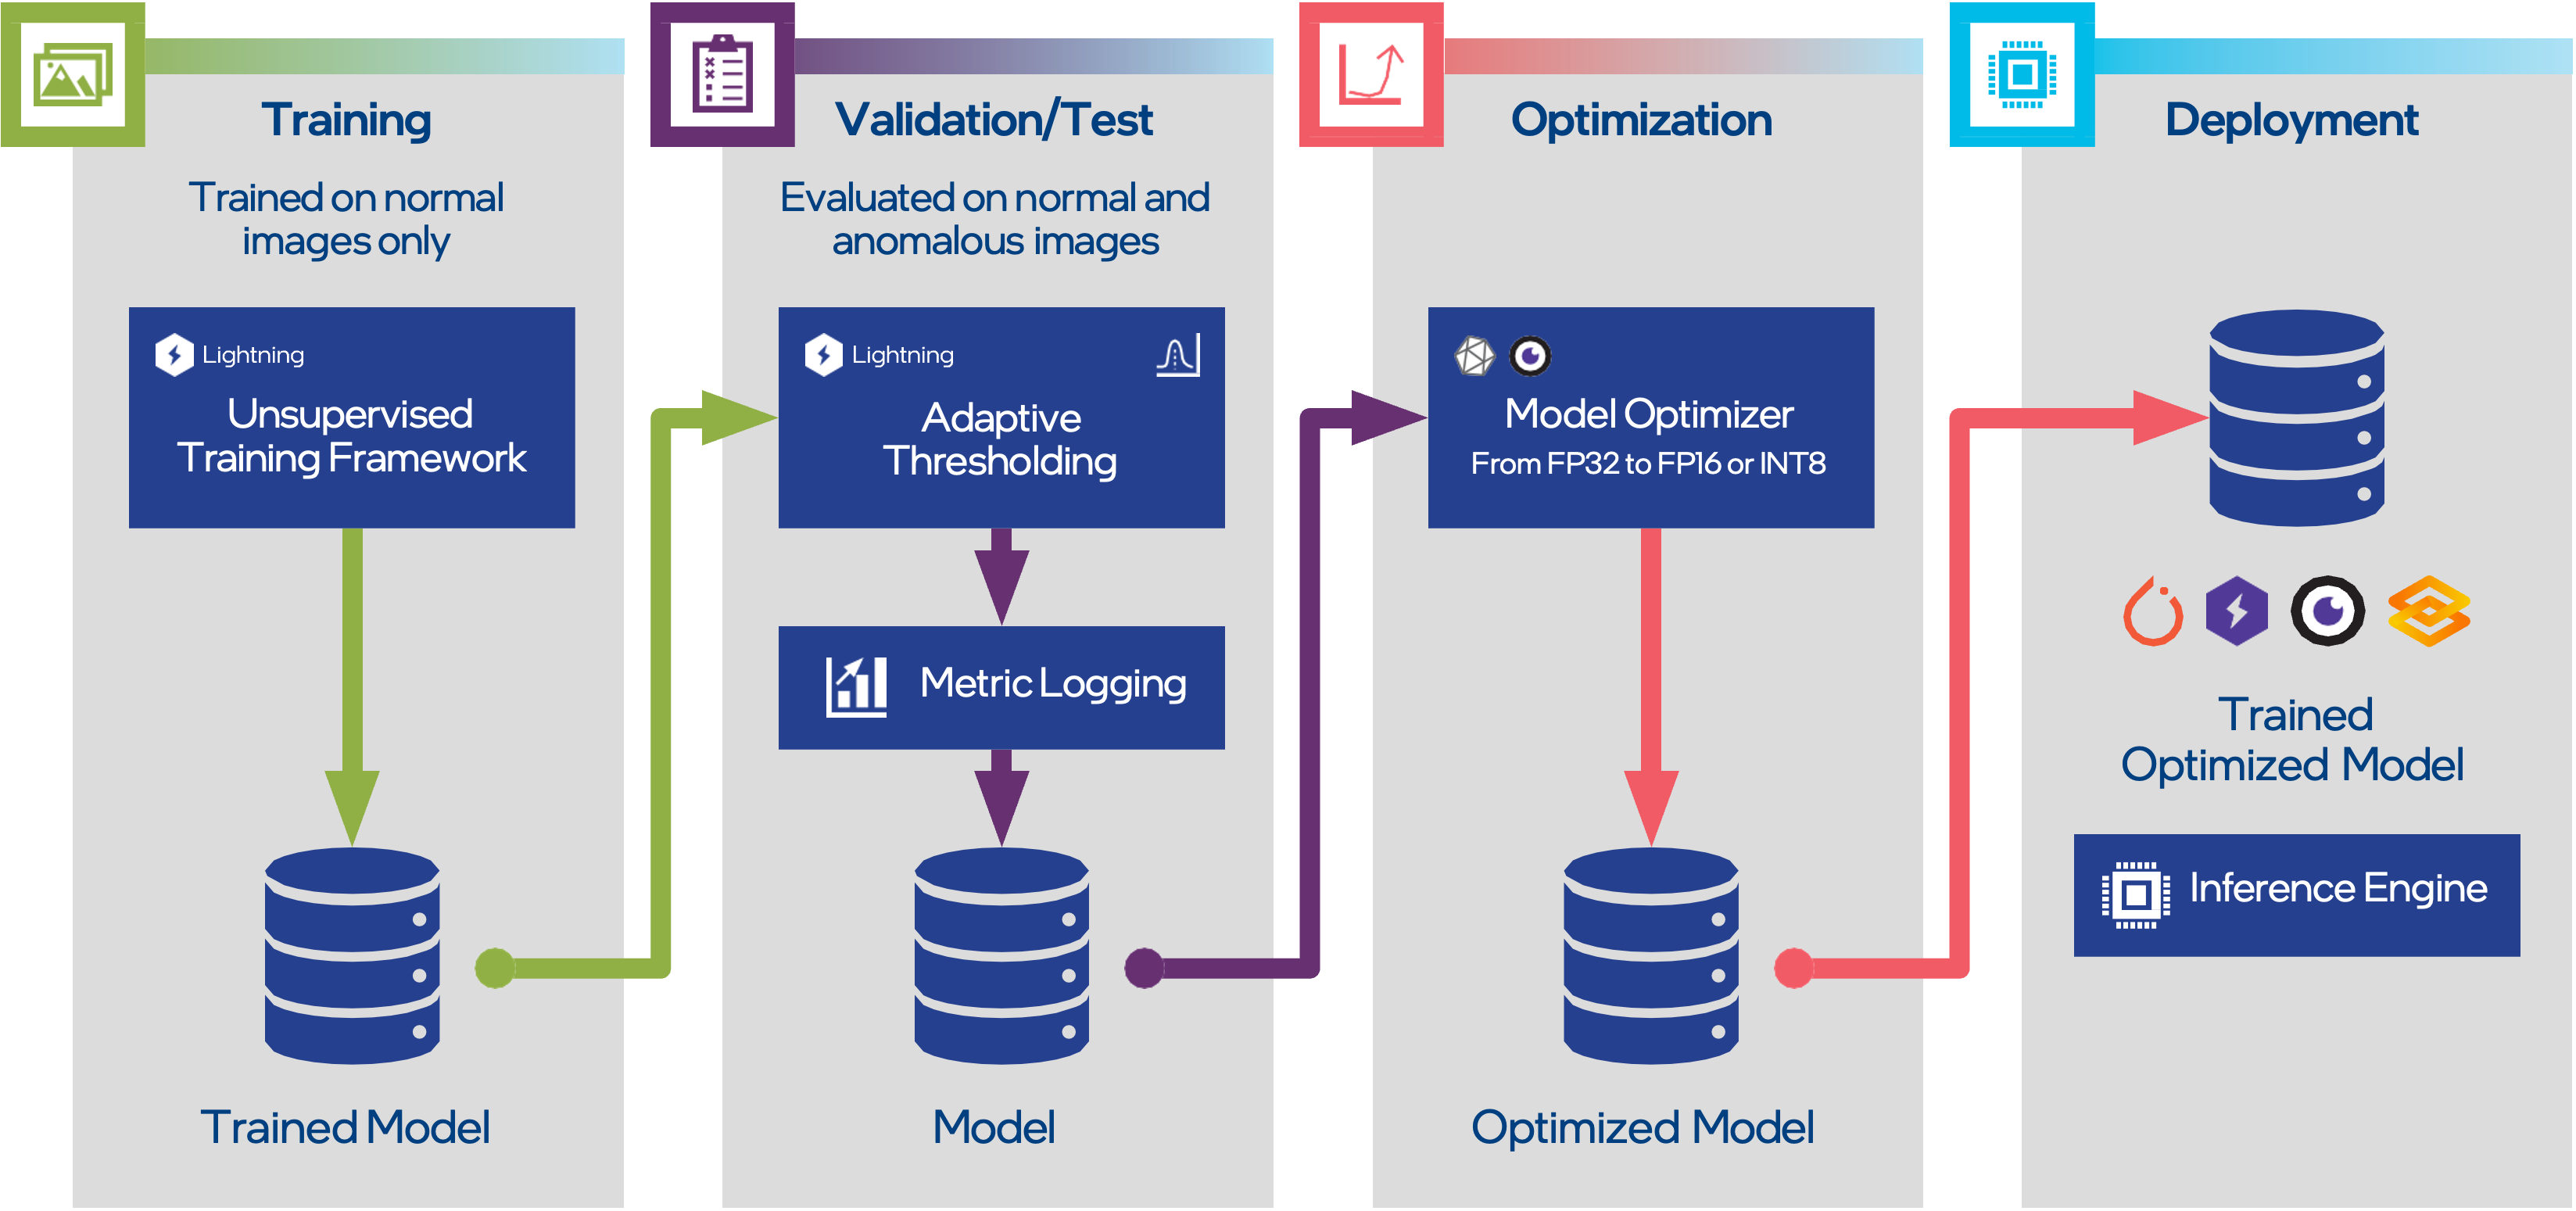 Training
Trained on normal
images only
Lightning
Unsupervised
Training Framework
Trained Model
Validation/Test
Evaluated on normal and
anomalous images
Lightning
Adaptive
Thresholding
Metric Logging
Model
Optimization
Model Optimizer
From FP32 to FP16 or INT8
Optimized Model
Deployment
Trained
Optimized Model
Inference Engine